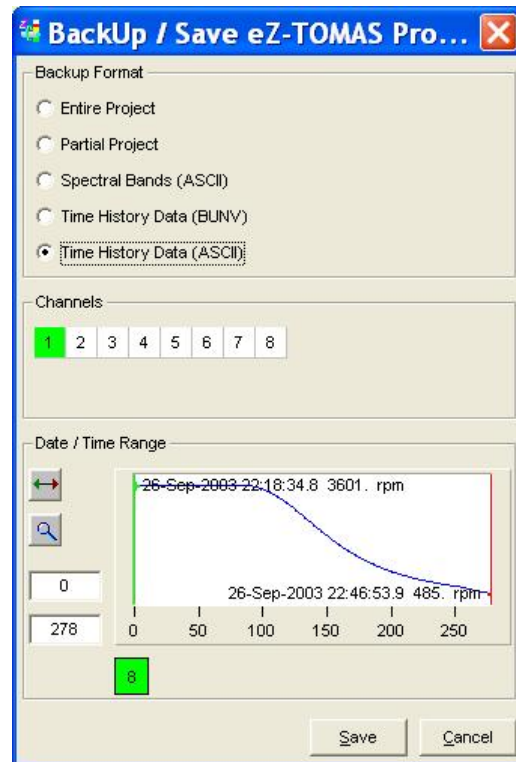 BackUp / Save eZ-TOMAS Pro...
Backup Format
Entire Project
Partial Project
Spectral Bands (ASCII)
Time History Data (BUNV)
Time History Data (ASCII)
Channels
1 2 3 4 5 6 7 8
Date / Time Range
26-Sep-2003 22:18:34.8 3601. rpm
0
26-Sep-2003 22:46:53.9 485. rpm
278
0 50 100 150 200 250
8
Save Cancel